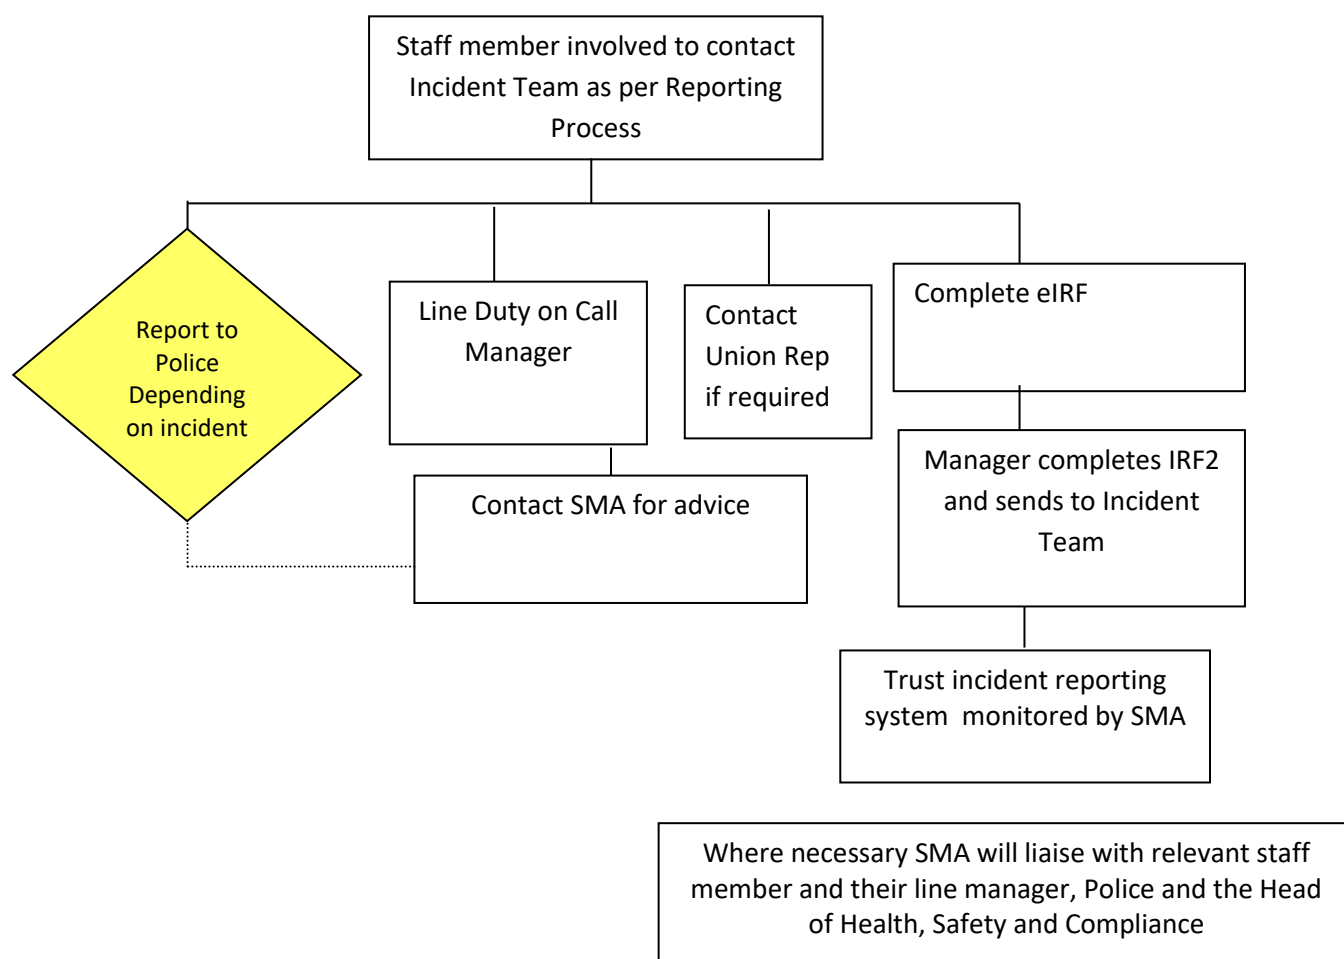 Staff member involved to contact
Incident Team as per Reporting
Process
Report to
Police
Depending
on incident
Line Duty on Call
Manager
Contact
Union Rep
if required
Complete eIRF
Contact SMA for advice
Manager completes IRF2
and sends to Incident
Team
Trust incident reporting
system  monitored by SMA
Where necessary SMA will liaise with relevant staff
member and their line manager, Police and the Head
of Health, Safety and Compliance